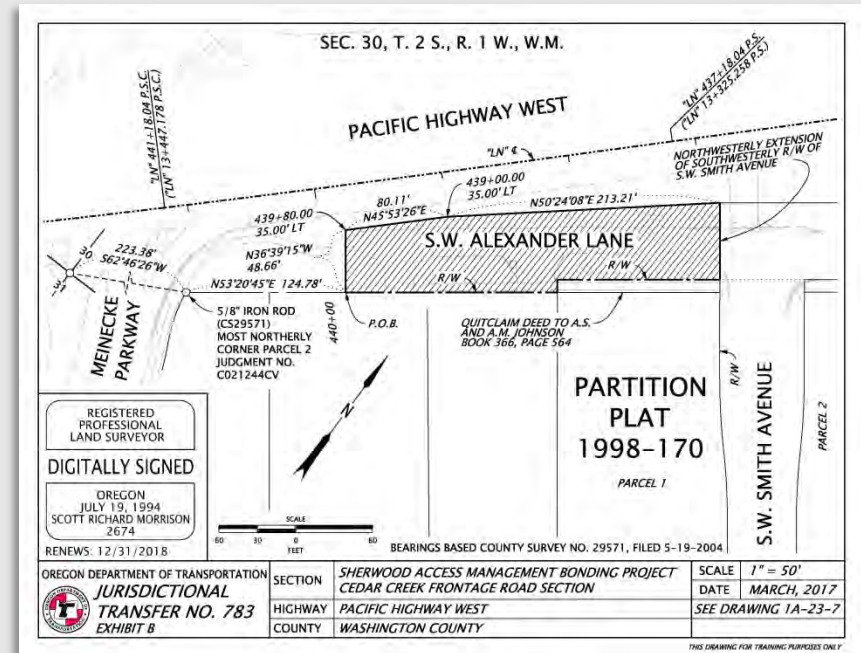 SEC. 30, T. 2 S., R. 1 W., W.M.
"LN" 441+18.04 P.S.C.
("LN" 13+447.178 P.S.C.)
PACIFIC HIGHWAY WEST
"LN" 437+18.04 P.S.
("LN" 13+325.258 P.S.)
"LN" ℄
NORTHWESTERLY EXTENSION
OF SOUTHWESTERLY R/W OF
S.W. SMITH AVENUE
439+00.00
35.00' LT
80.11'
N45°53'26"E
N50°24'08"E 213.21'
439+80.00
35.00' LT
S.W. ALEXANDER LANE
N36°39'15"W
48.66'
30
31
223.38'
S62°46'26"W
R/W
R/W
N53°20'45"E 124.78'
MEINECKE
PARKWAY
5/8" IRON ROD
(CS29571)
MOST NORTHERLY
CORNER PARCEL 2
JUDGMENT NO.
C021244CV
440+00
P.O.B.
QUITCLAIM DEED TO A.S.
AND A.M. JOHNSON
BOOK 366, PAGE 564
R/W
PARTITION
PLAT
1998-170
PARCEL 1
S.W. SMITH AVENUE
PARCEL 2
N
REGISTERED
PROFESSIONAL
LAND SURVEYOR
DIGITALLY SIGNED
OREGON
JULY 19, 1994
SCOTT RICHARD MORRISON
2674
RENEWS: 12/31/2018
SCALE
60 30 0 60
FEET
BEARINGS BASED COUNTY SURVEY NO. 29571, FILED 5-19-2004
OREGON DEPARTMENT OF TRANSPORTATION
JURISDICTIONAL
TRANSFER NO. 783
EXHIBIT B
SECTION
SHERWOOD ACCESS MANAGEMENT BONDING PROJECT
CEDAR CREEK FRONTAGE ROAD SECTION
HIGHWAY PACIFIC HIGHWAY WEST
COUNTY WASHINGTON COUNTY
SCALE 1" = 50'
DATE MARCH, 2017
SEE DRAWING 1A-23-7
THIS DRAWING FOR TRAINING PURPOSES ONLY